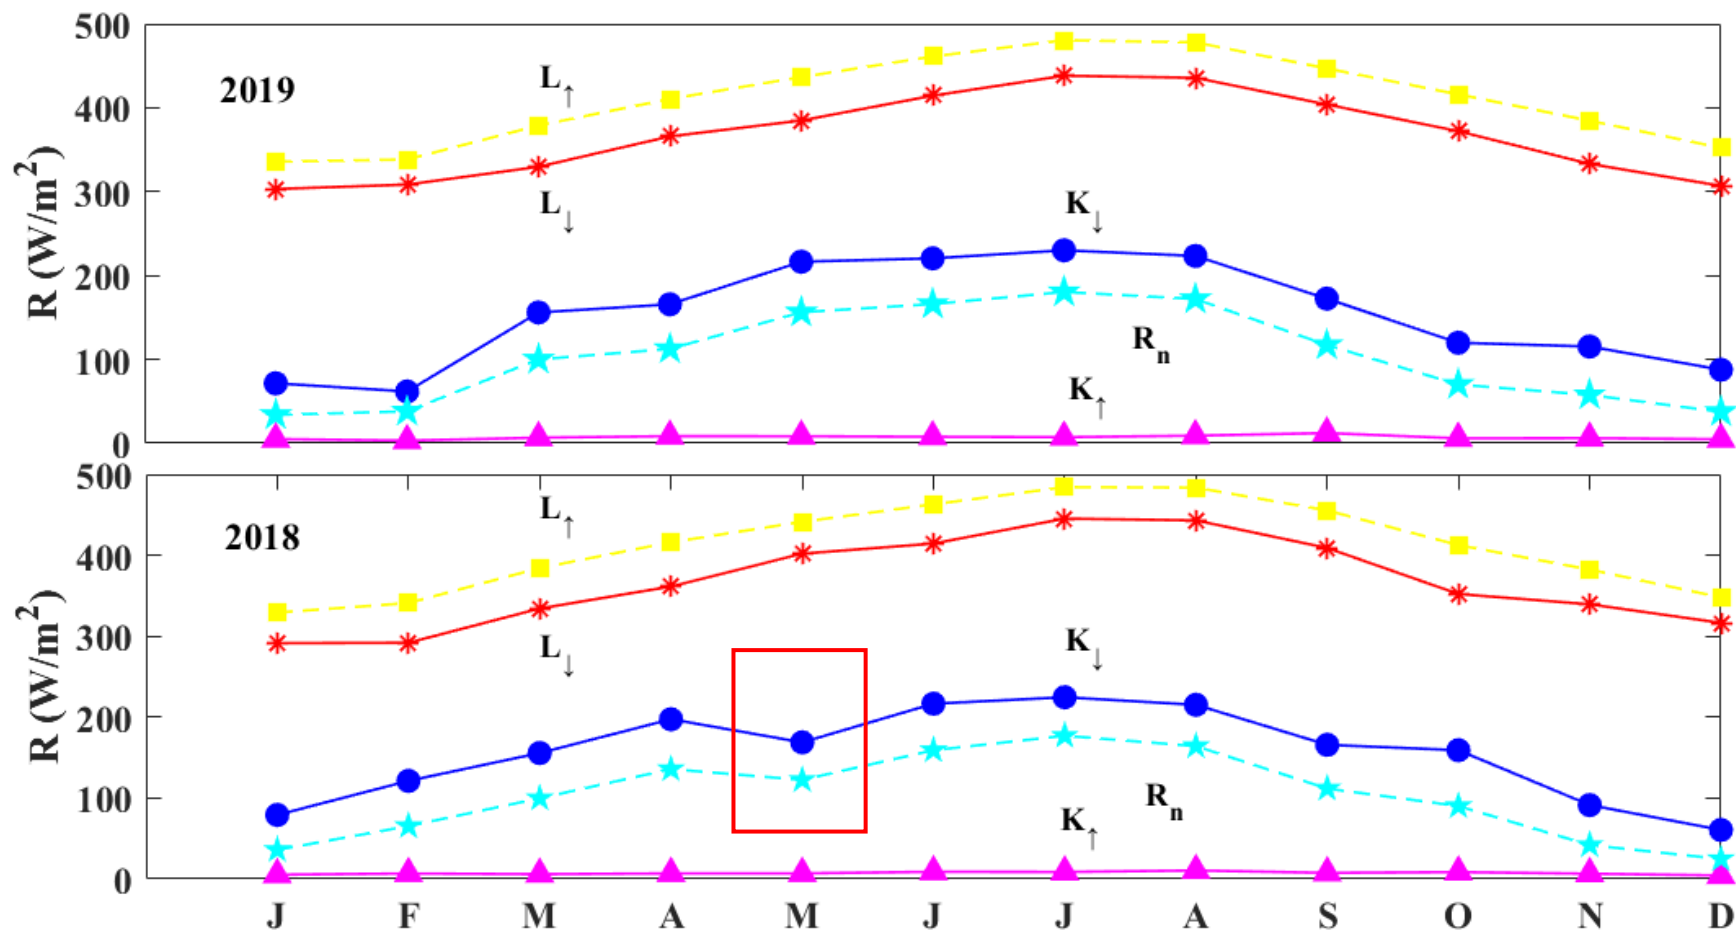 500
2019
L↑
400
R (W/m²)
300
L↓
K↓
200
Rn
100
K↑
0
500
L↑
2018
400
R (W/m²)
300
L↓
K↓
200
100
Rn
K↑
0
J F M A M J J A S O N D